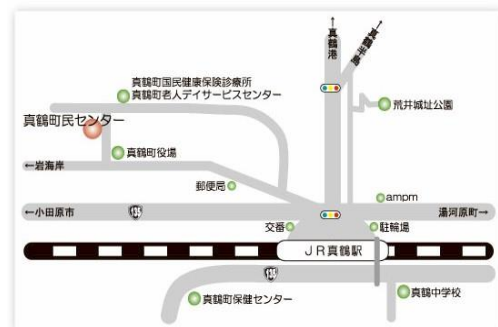 ↑真鶴港
↑真鶴半島
真鶴町国民健康保険診療所
真鶴町老人デイサービスセンター
荒井城址公園
真鶴町民センター
真鶴町役場
←岩海岸
郵便局
ampm
←小田原市
135
湯河原町→
交番
駐輪場
JR真鶴駅
135
真鶴町保健センター
真鶴中学校